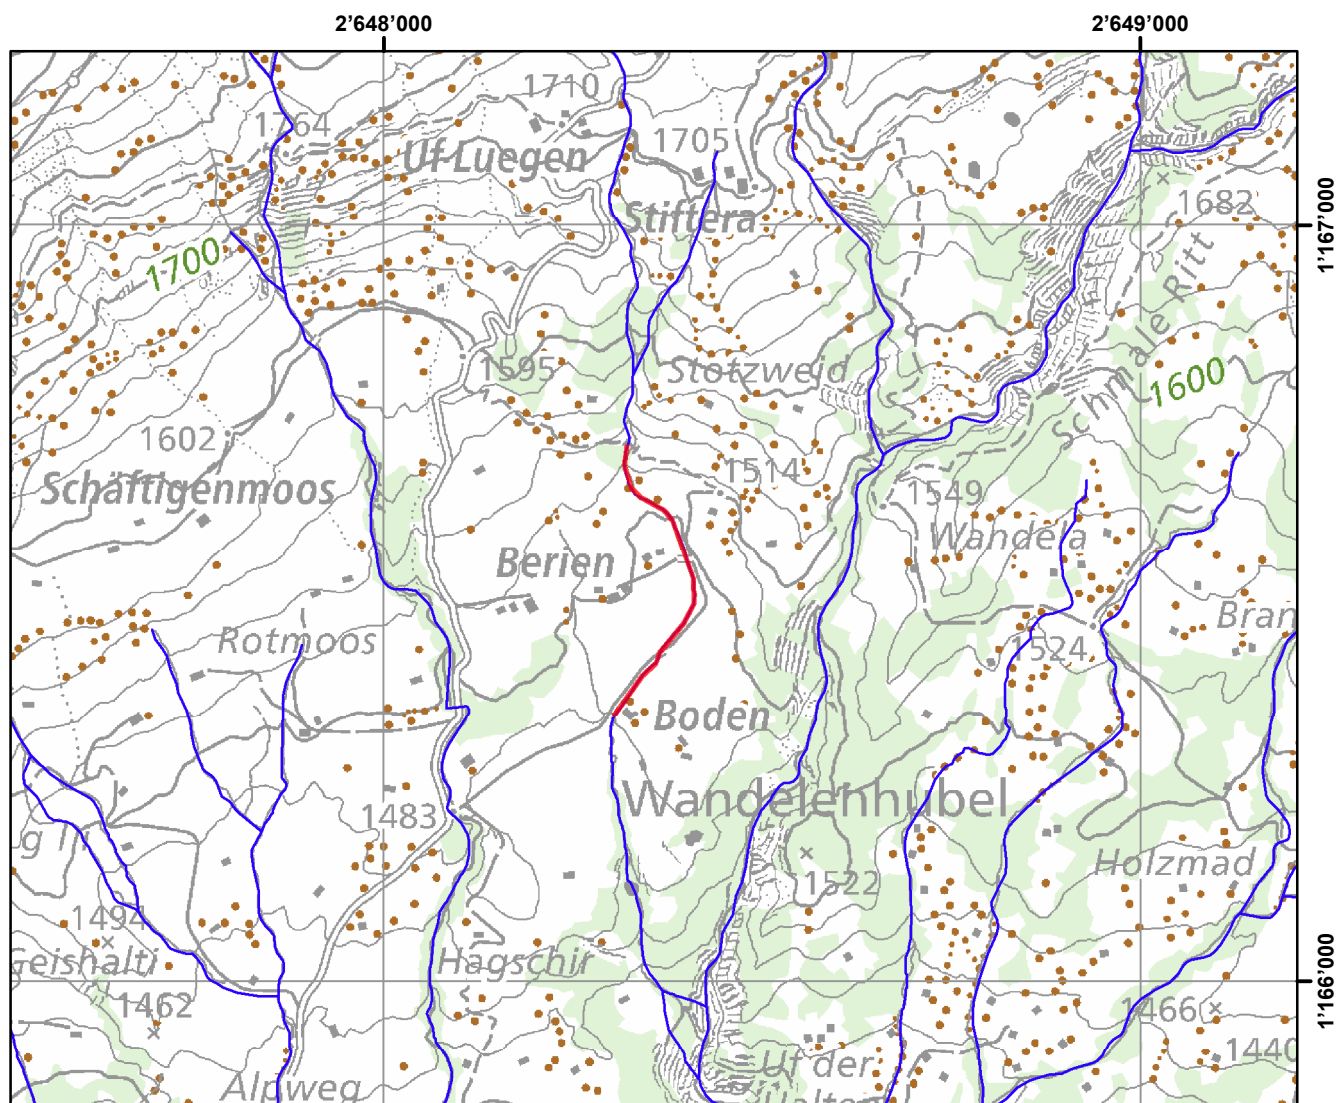 2’648’000
2’649’000
1710
1764
1705
Uf Luegen
1682
Stiftera
1’167’000
1700
Schmale Ritt
1595
Stotzweid
1600
1602
1514
Schäftigenmoos
1549
Wandela
Berien
Bran
Rotmoos
1524
Boden
Wandelenhubel
1483
g Ili
Holzmad
1522
1494
Geishalti
Hagschir
1462
1466
1’166’000
1440
Uf der
Alpweg
Halten